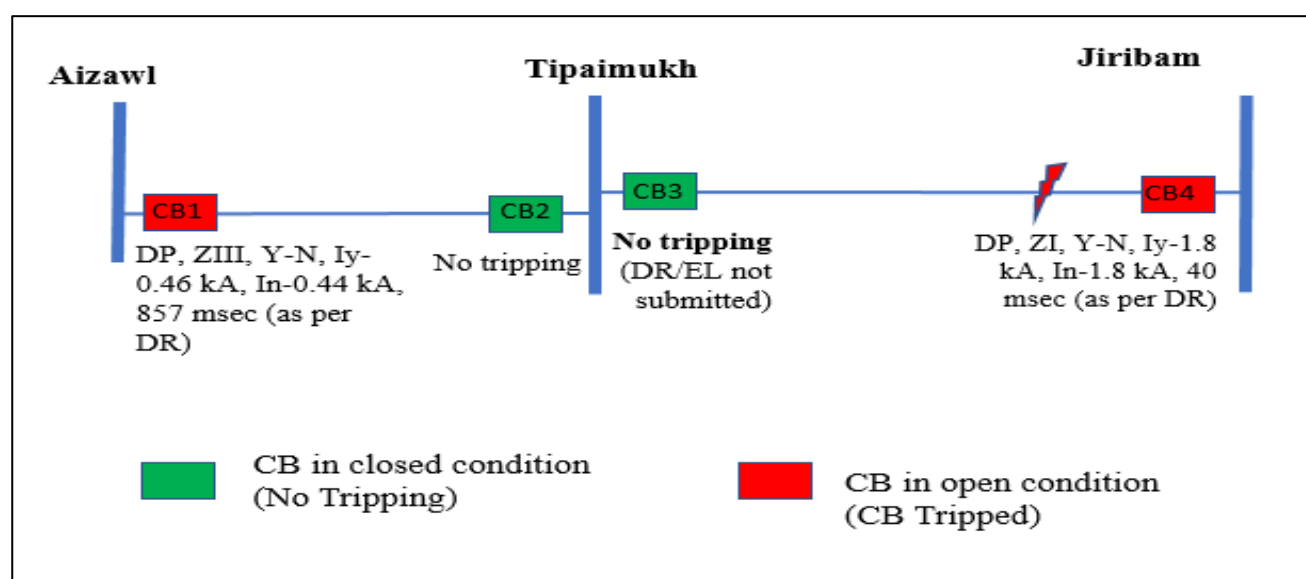 Aizawl
Tipaimukh
Jiribam
CB1
CB2
CB3
CB4
DP, ZIII, Y-N, Iy-
0.46 kA, In-0.44 kA,
857 msec (as per
DR)
No tripping
No tripping
(DR/EL not
submitted)
DP, ZI, Y-N, Iy-1.8
kA, In-1.8 kA, 40
msec (as per DR)
CB in closed condition
(No Tripping)
CB in open condition
(CB Tripped)